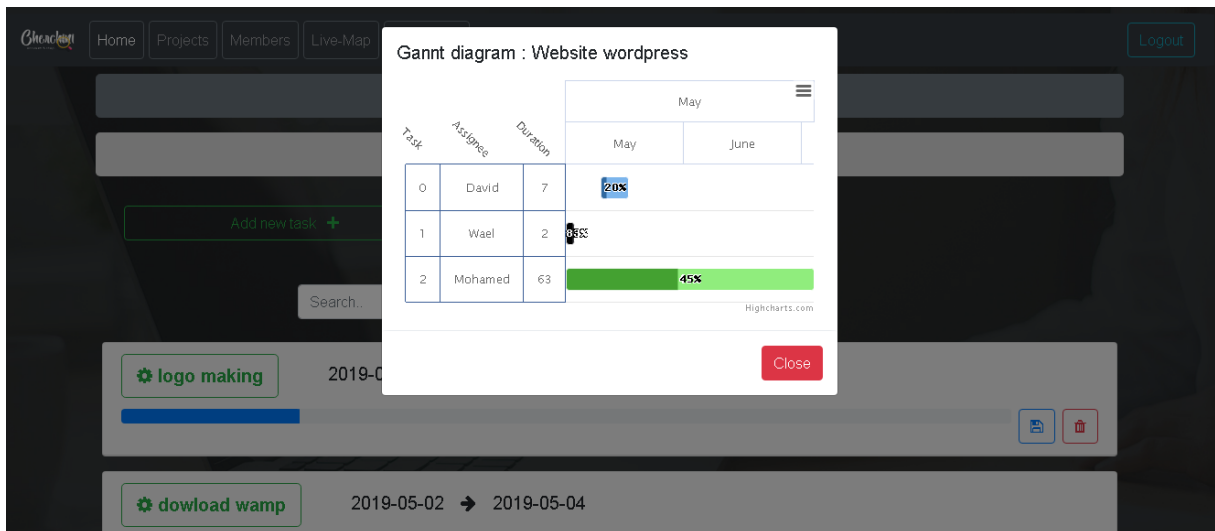 Cheachni
Home Projects Members Live-Map Logout
Gannt diagram : Website wordpress
May
Task Assignee Duration May June
0 David 7 20%
1 Wael 2
2 Mohamed 63 45%
Highcharts.com
Add new task +
Search..
Close
logo making 2019-0
dowload wamp 2019-05-02 → 2019-05-04